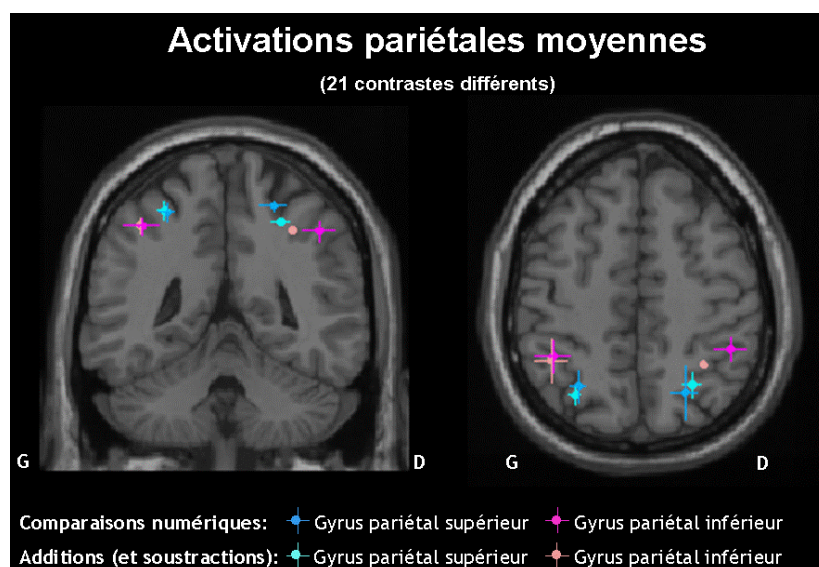 Activations pariétales moyennes
(21 contrastes différents)
G D G D
Comparaisons numériques: Gyrus pariétal supérieur Gyrus pariétal inférieur
Additions (et soustractions): Gyrus pariétal supérieur Gyrus pariétal inférieur